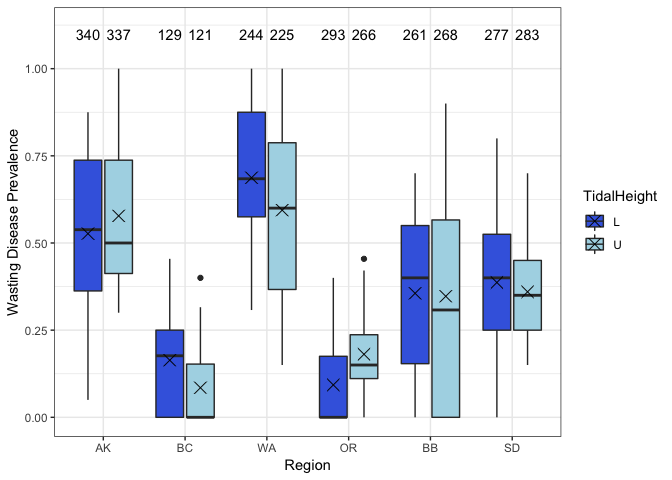 340 337 129 121 244 225 293 266 261 268 277 283
1.00
0.75
0.50
0.25
0.00
Wasting Disease Prevalence
AK BC WA OR BB SD
Region
TidalHeight
L
U